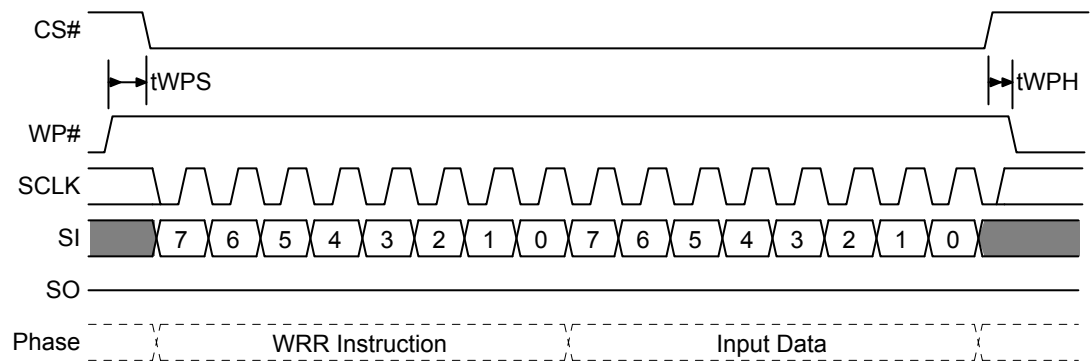 CS#
tWPS tWPH
WP#
SCLK
SI 7 6 5 4 3 2 1 0 7 6 5 4 3 2 1 0
SO
Phase WRR Instruction Input Data